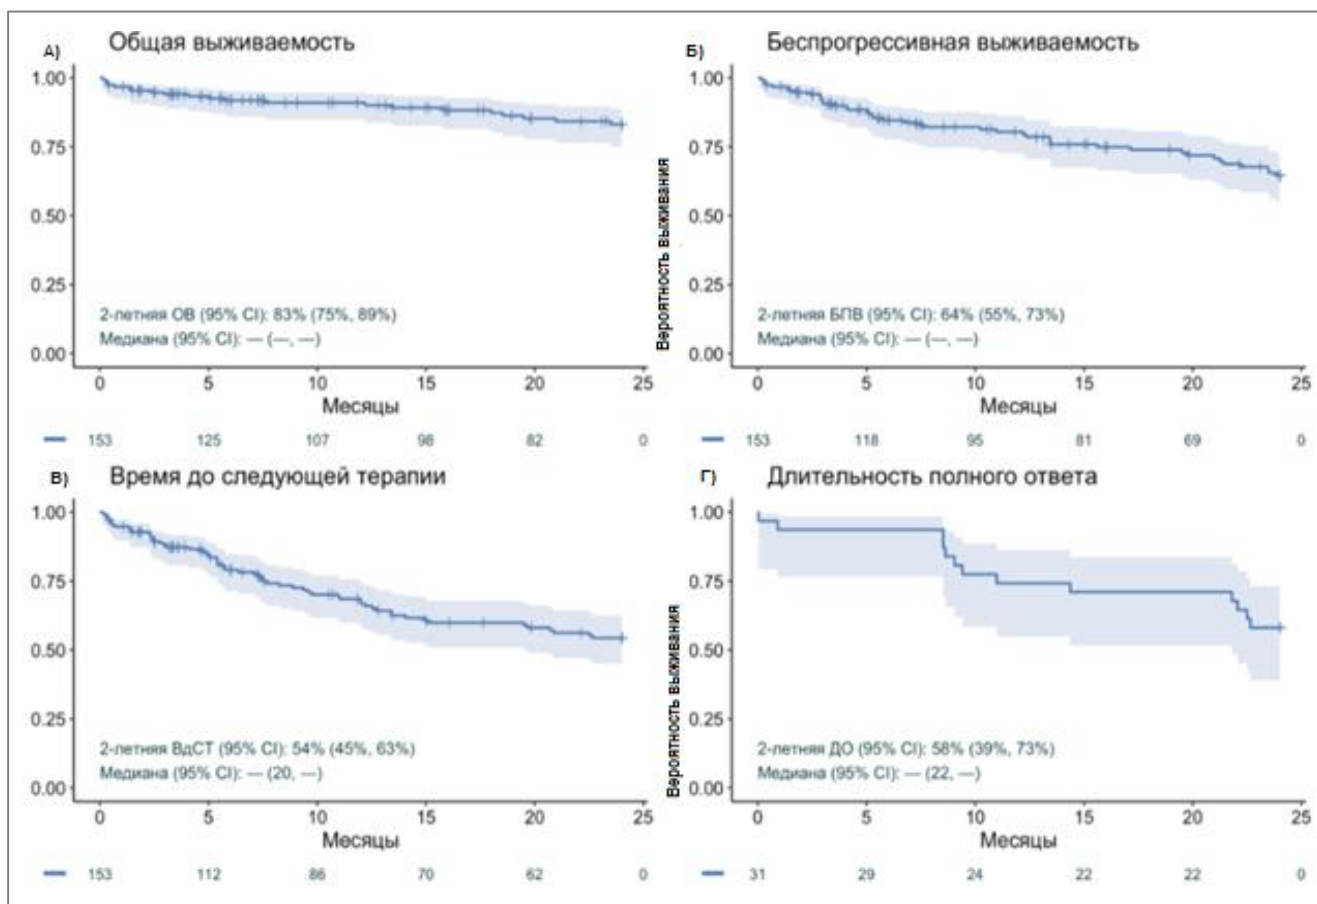 А) Общая выживаемость
1.00
0.75
0.50
0.25
0.00
2-летняя ОВ (95% CI): 83% (75%, 89%)
Медиана (95% CI): — (—, —)
0 5 10 15 20 25
Месяцы
153 125 107 98 82 0
Б) Беспрогрессивная выживаемость
Вероятность выживания
1.00
0.75
0.50
0.25
0.00
2-летняя БПВ (95% CI): 64% (55%, 73%)
Медиана (95% CI): — (—, —)
0 5 10 15 20 25
Месяцы
153 118 95 81 69 0
В) Время до следующей терапии
1.00
0.75
0.50
0.25
0.00
2-летняя ВдСТ (95% CI): 54% (45%, 63%)
Медиана (95% CI): — (20, —)
0 5 10 15 20 25
Месяцы
153 112 86 70 62 0
Г) Длительность полного ответа
Вероятность выживания
1.00
0.75
0.50
0.25
0.00
2-летняя ДО (95% CI): 58% (39%, 73%)
Медиана (95% CI): — (22, —)
0 5 10 15 20 25
Месяцы
31 29 24 22 22 0